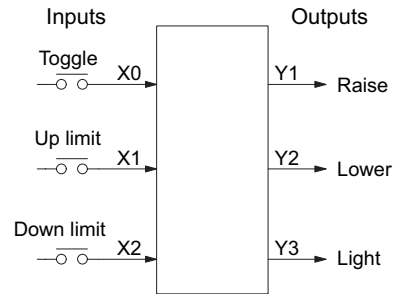 Inputs
Outputs
Toggle
X0
Y1
Raise
Up limit
X1
Y2
Lower
Down limit
X2
Y3
Light